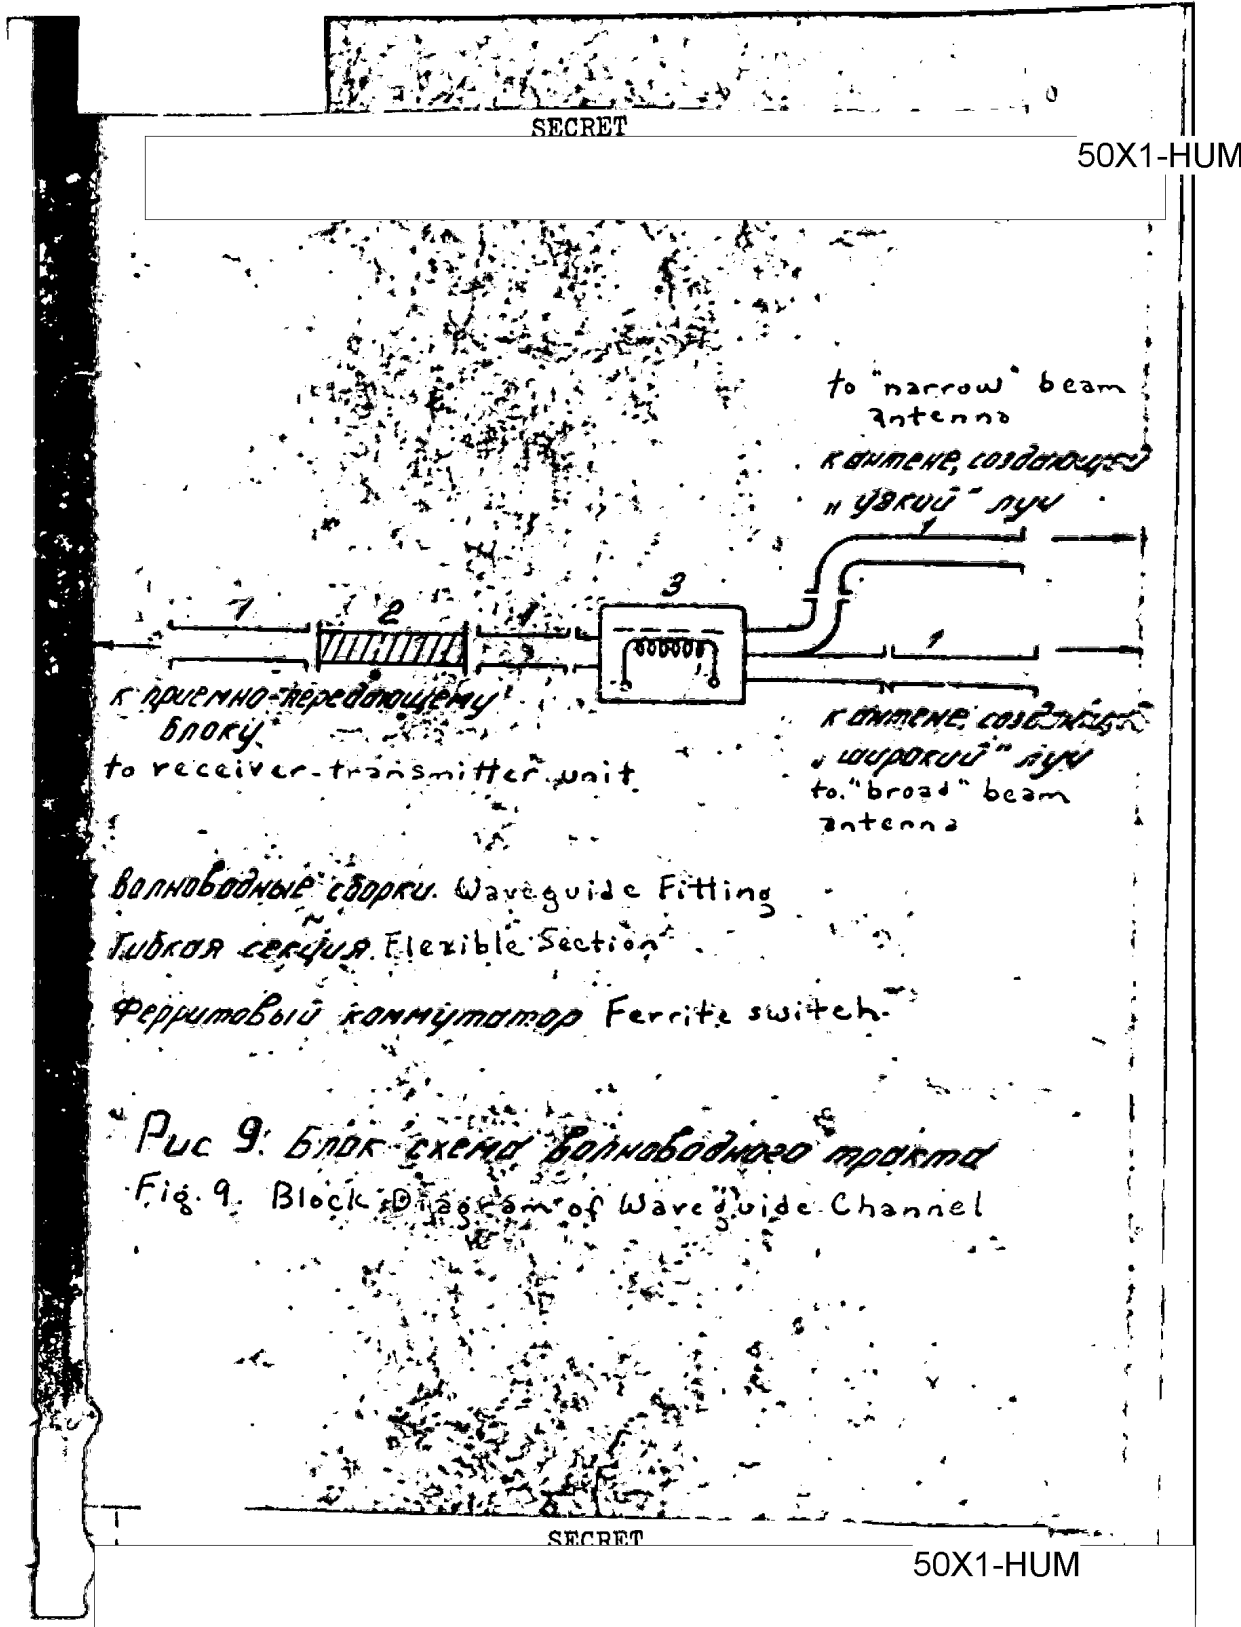 SECRET
50X1-HUM
to "narrow" beam
antenna
к антене, создающей
„узкий" луч
1
3
1
2
1
1
к приемно-передающему
блоку.
to receiver-transmitter unit
к антене, создающей
„широкий" луч
to "broad" beam
antenna
Волноводные сборки. Waveguide Fitting
Гибкая секция. Flexible Section
Ферритовый коммутатор Ferrite switch
Рис 9. Блок схема волноводного тракта
Fig. 9. Block Diagram of Waveguide Channel
SECRET
50X1-HUM